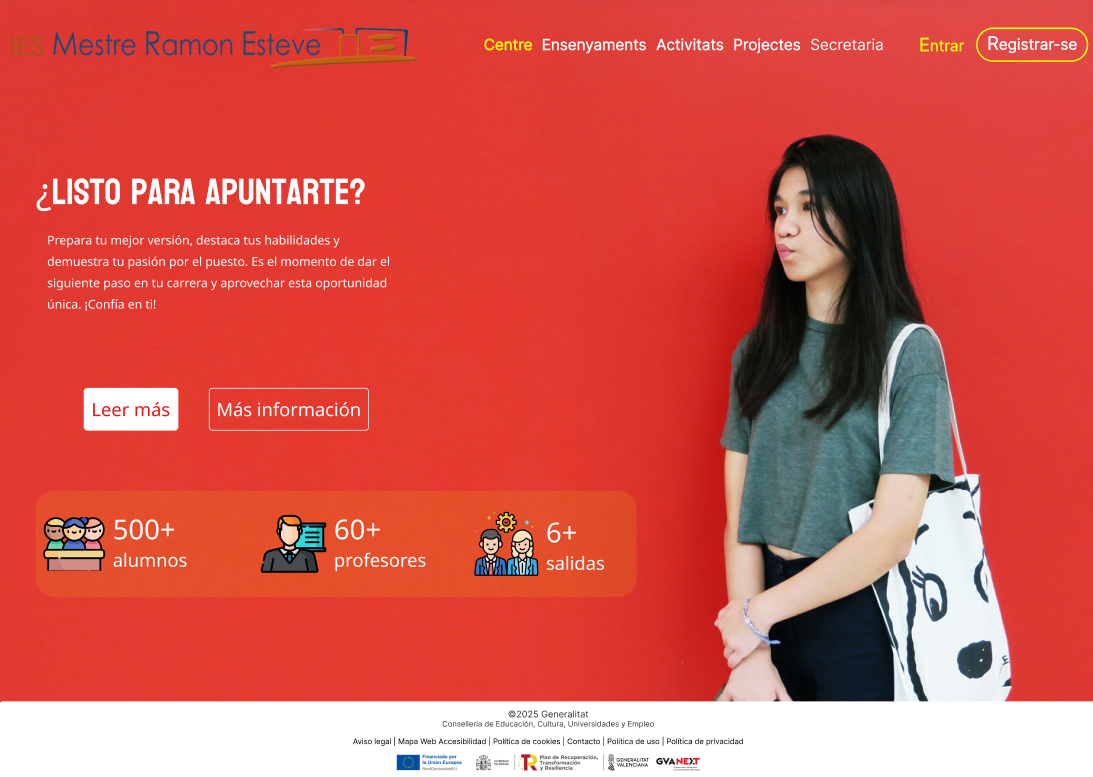 IES Mestre Ramon Esteve
Centre Ensenyaments Activitats Projectes Secretaria
Entrar
Registrar-se
¿LISTO PARA APUNTARTE?
Prepara tu mejor versión, destaca tus habilidades y
demuestra tu pasión por el puesto. Es el momento de dar el
siguiente paso en tu carrera y aprovechar esta oportunidad
única. ¡Confía en ti!
Leer más
Más información
500+
alumnos
60+
profesores
6+
salidas
©2025 Generalitat
Conselleria de Educación, Cultura, Universidades y Empleo
Aviso legal | Mapa Web Accesibilidad | Política de cookies | Contacto | Política de uso | Política de privacidad
Financiado por
la Unión Europea
NextGenerationEU
GOBIERNO
DE ESPAÑA
Plan de Recuperación,
Transformación
y Resiliencia
GENERALITAT
VALENCIANA
GVANEXT